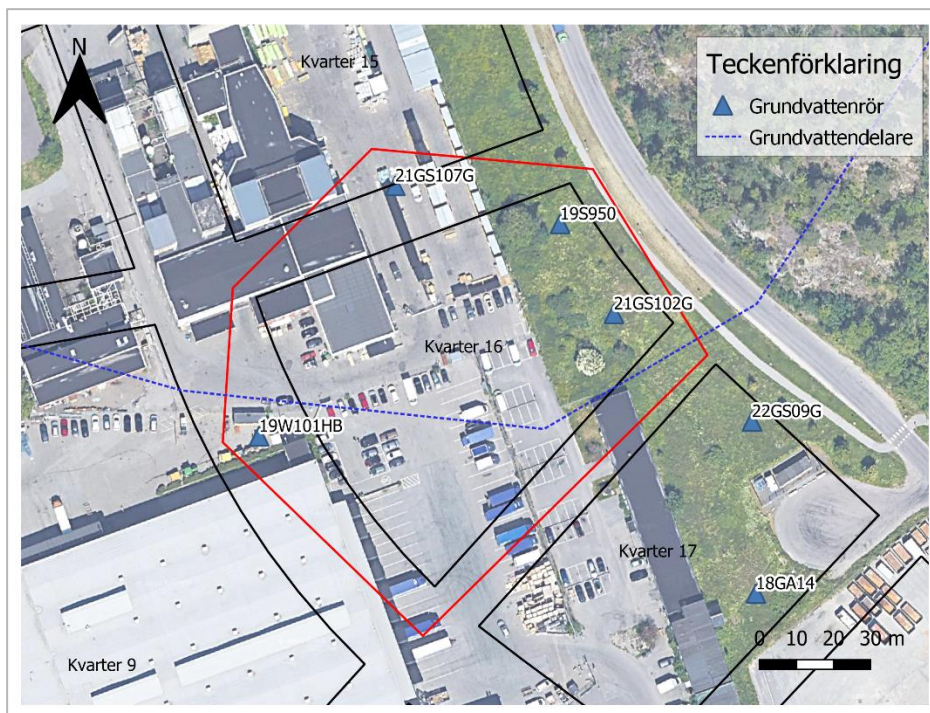 N
Kvarter 15
Teckenförklaring
Grundvattenrör
Grundvattendelare
21GS107G
19S950
21GS102G
Kvarter 16
22GS09G
19W101HB
Kvarter 17
18GA14
0 10 20 30 m
Kvarter 9